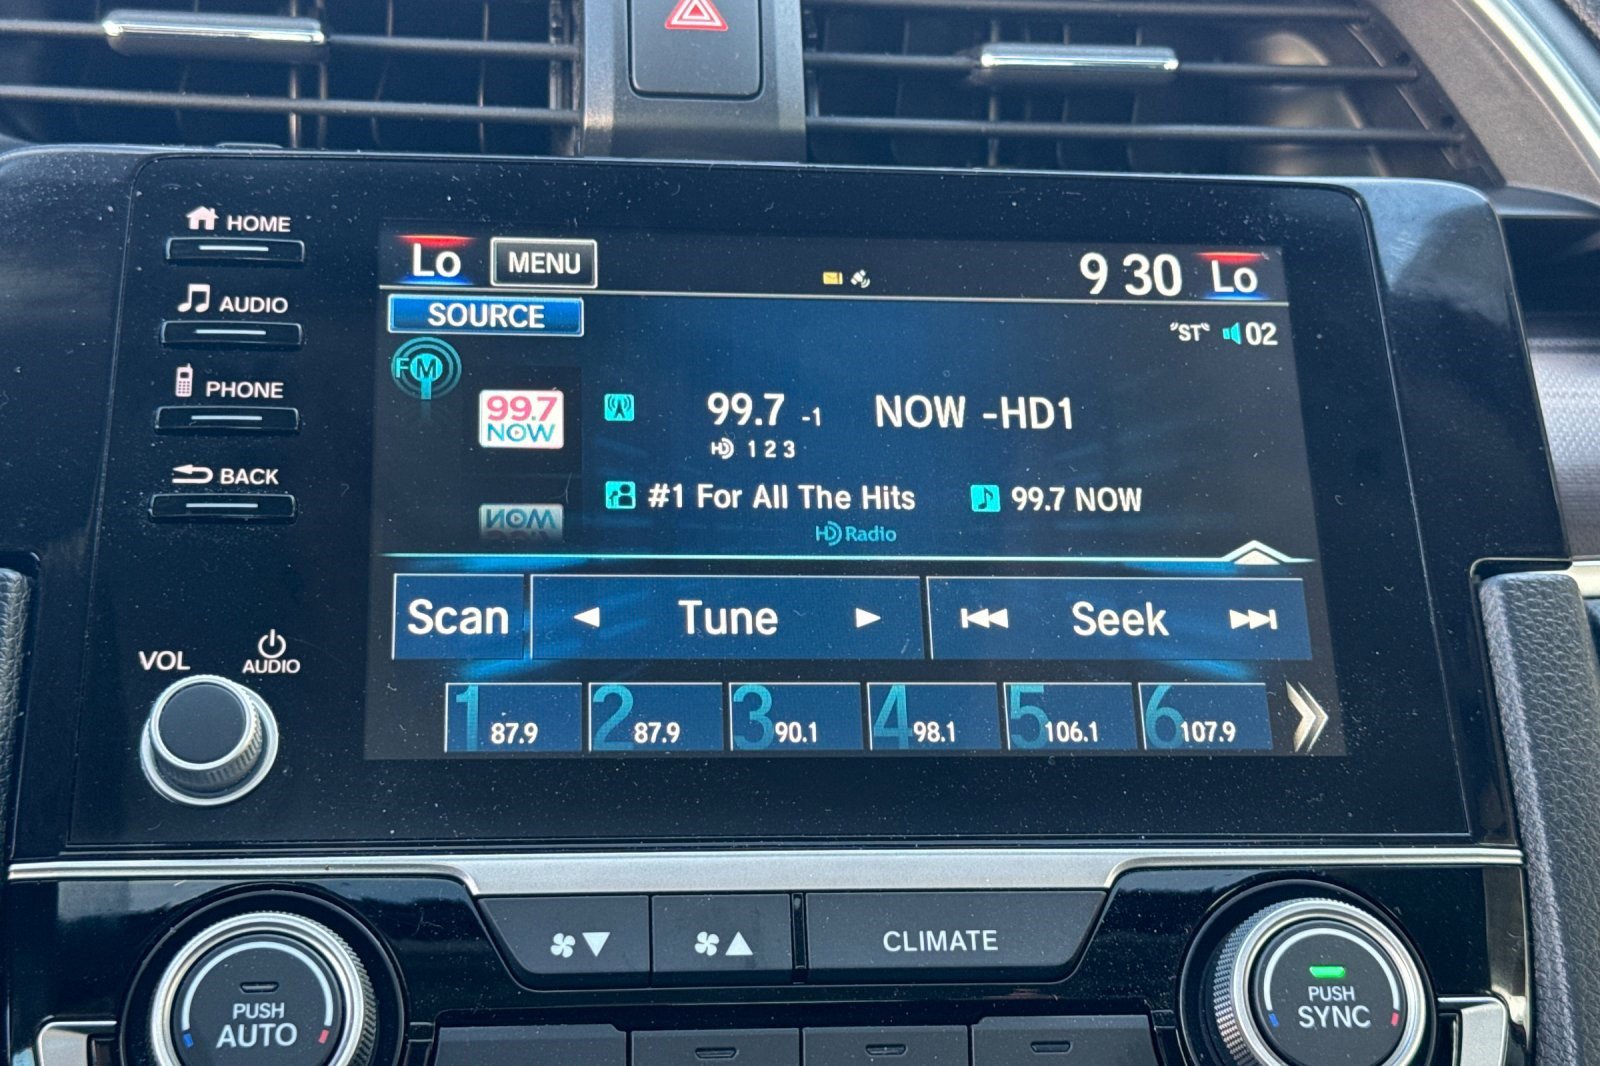 HOME
AUDIO
PHONE
BACK
VOL
AUDIO
Lo MENU 9 30 Lo
SOURCE
"ST" 02
FM
99.7
NOW
99.7 -1 NOW -HD1
HD 1 2 3
#1 For All The Hits 99.7 NOW
HD Radio
Scan Tune Seek
1 87.9 2 87.9 3 90.1 4 98.1 5 106.1 6 107.9
CLIMATE
PUSH
AUTO
PUSH
SYNC